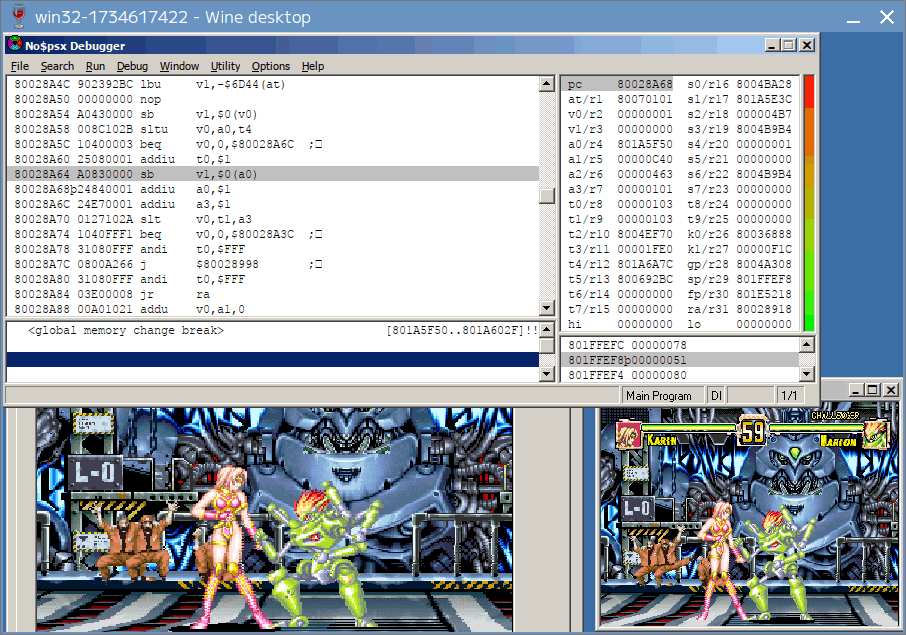 win32-1734617422 - Wine desktop
No$psx Debugger
File Search Run Debug Window Utility Options Help
80028A4C 902392BC lbu v1,-$6D44(at)
80028A50 00000000 nop
80028A54 A0430000 sb v1,$0(v0)
80028A58 008C102B sltu v0,a0,t4
80028A5C 10400003 beq v0,0,$80028A6C ;
80028A60 25080001 addiu t0,$1
80028A64 A0830000 sb v1,$0(a0)
80028A68þ24840001 addiu a0,$1
80028A6C 24E70001 addiu a3,$1
80028A70 0127102A slt v0,t1,a3
80028A74 1040FFF1 beq v0,0,$80028A3C ;
80028A78 31080FFF andi t0,$FFF
80028A7C 0800A266 j $80028998 ;
80028A80 31080FFF andi t0,$FFF
80028A84 03E00008 jr ra
80028A88 00A01021 addu v0,a1,0
pc 80028A68 s0/r16 8004BA28
at/r1 80070101 s1/r17 801A5E3C
v0/r2 00000001 s2/r18 000004B7
v1/r3 00000000 s3/r19 8004B9B4
a0/r4 801A5F50 s4/r20 00000001
a1/r5 00000C40 s5/r21 00000000
a2/r6 00000463 s6/r22 8004B9B4
a3/r7 00000101 s7/r23 00000000
t0/r8 00000103 t8/r24 00000000
t1/r9 00000103 t9/r25 00000000
t2/r10 8004EF70 k0/r26 80036888
t3/r11 00001FE0 k1/r27 00000F1C
t4/r12 801A6A7C gp/r28 8004A308
t5/r13 800692BC sp/r29 801FFEF8
t6/r14 00000000 fp/r30 801E5218
t7/r15 00000000 ra/r31 80028918
hi 00000000 lo 00000000
<global memory change break> [801A5F50..801A602F]!!
801FFEFC 00000078
801FFEF8þ00000051
801FFEF4 00000080
Main Program DI 1/1
L-0
CHALLENGER
59
KARIN MARION
L-0